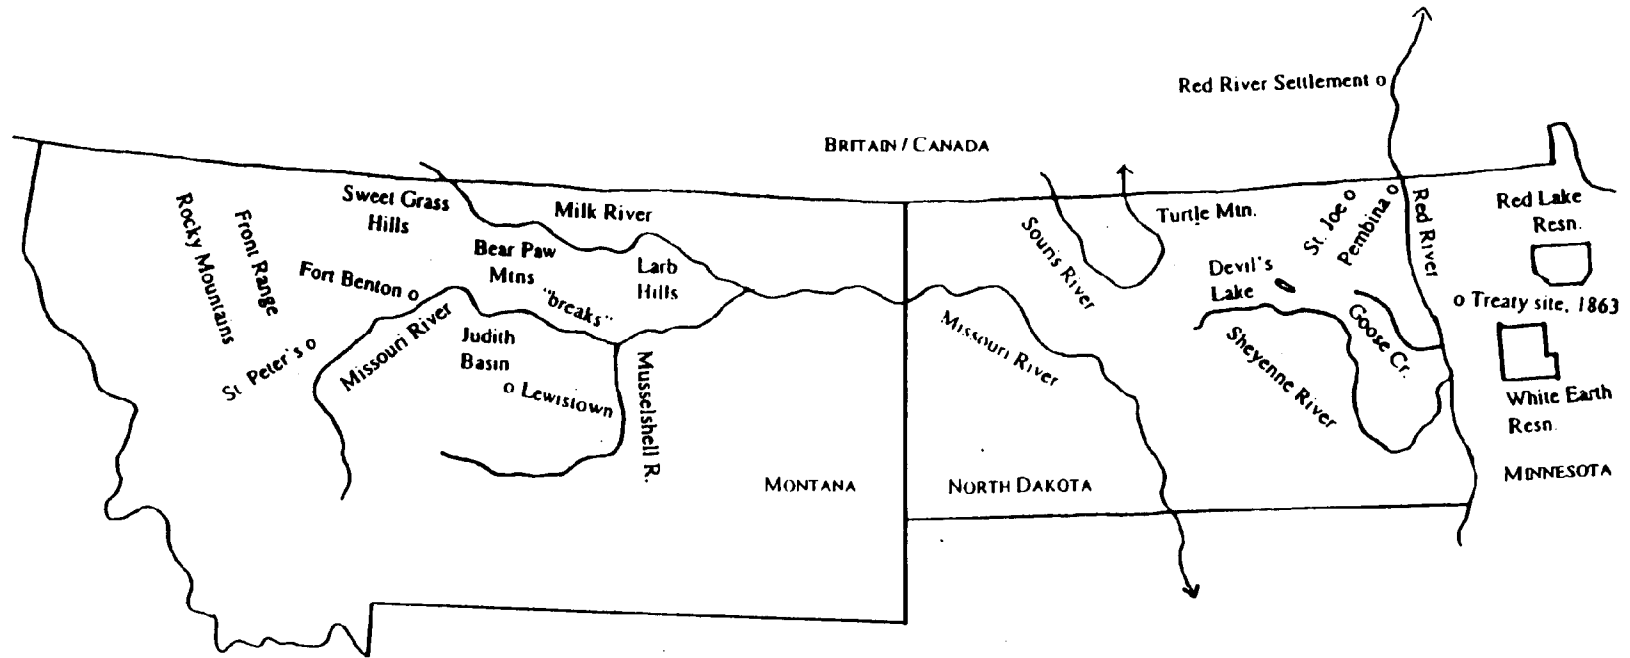 Red River Settlement o
BRITAIN / CANADA
Sweet Grass
Hills
Milk River
Rocky Mountains
Front Range
Bear Paw
Mtns
Larb
Hills
"breaks"
Fort Benton o
St Peter's o
Missouri River
Judith
Basin
o Lewistown
Musselshell R.
MONTANA
Souris River
Turtle Mtn.
St. Joe o
Pembina o
Red River
Devil's
Lake
Missouri River
Sheyenne River
Goose Cr.
NORTH DAKOTA
Red Lake
Resn.
o Treaty site, 1863
White Earth
Resn.
MINNESOTA